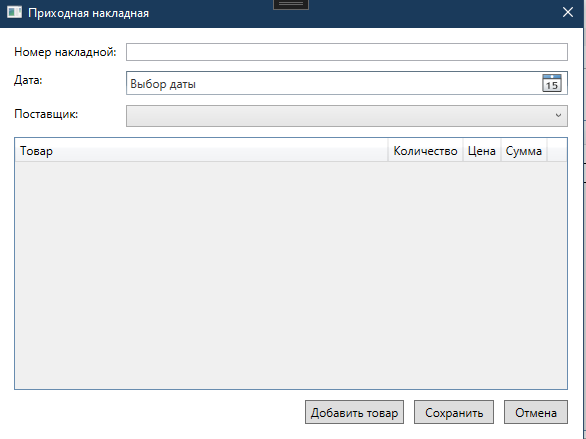 Приходная накладная
Номер накладной:
Дата: Выбор даты 15
Поставщик:
Товар Количество Цена Сумма
Добавить товар Сохранить Отмена